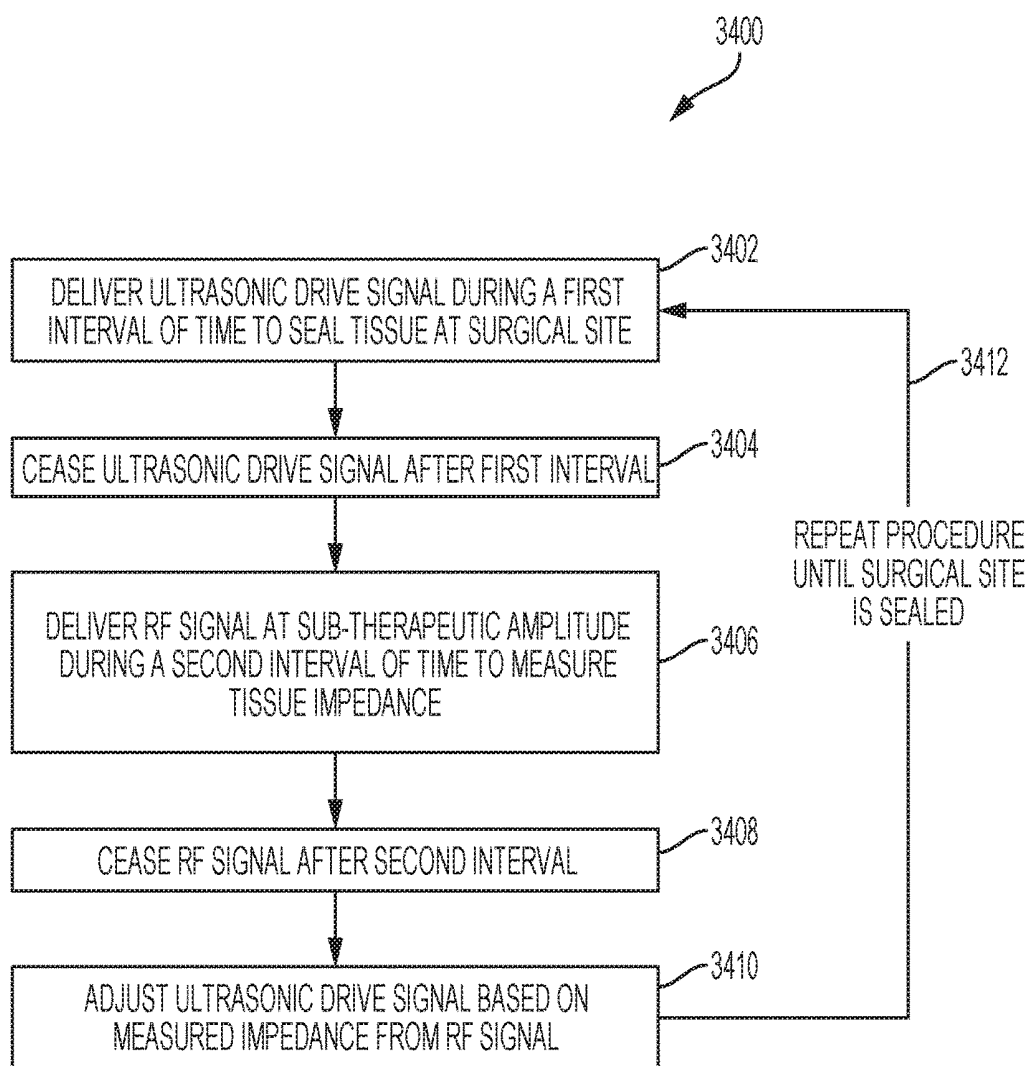 3400
3402
DELIVER ULTRASONIC DRIVE SIGNAL DURING A FIRST
INTERVAL OF TIME TO SEAL TISSUE AT SURGICAL SITE
3404
CEASE ULTRASONIC DRIVE SIGNAL AFTER FIRST INTERVAL
3406
DELIVER RF SIGNAL AT SUB-THERAPEUTIC AMPLITUDE
DURING A SECOND INTERVAL OF TIME TO MEASURE
TISSUE IMPEDANCE
3408
CEASE RF SIGNAL AFTER SECOND INTERVAL
3410
ADJUST ULTRASONIC DRIVE SIGNAL BASED ON
MEASURED IMPEDANCE FROM RF SIGNAL
3412
REPEAT PROCEDURE
UNTIL SURGICAL SITE
IS SEALED